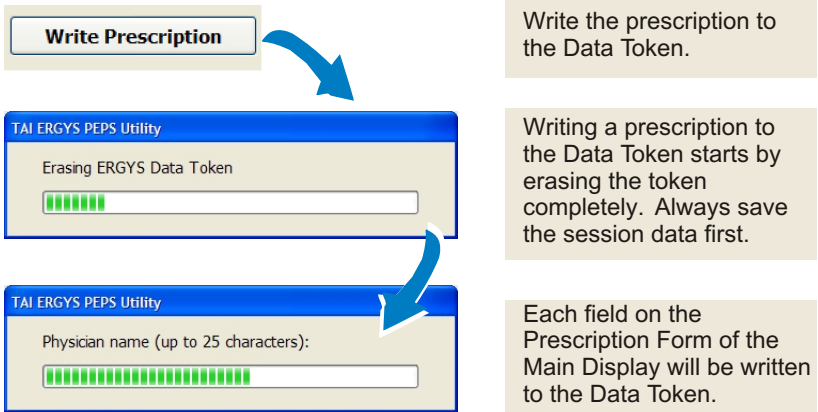 Write Prescription
Write the prescription to
the Data Token.
TAI ERGYS PEPS Utility
Erasing ERGYS Data Token
Writing a prescription to
the Data Token starts by
erasing the token
completely. Always save
the session data first.
TAI ERGYS PEPS Utility
Physician name (up to 25 characters):
Each field on the
Prescription Form of the
Main Display will be written
to the Data Token.